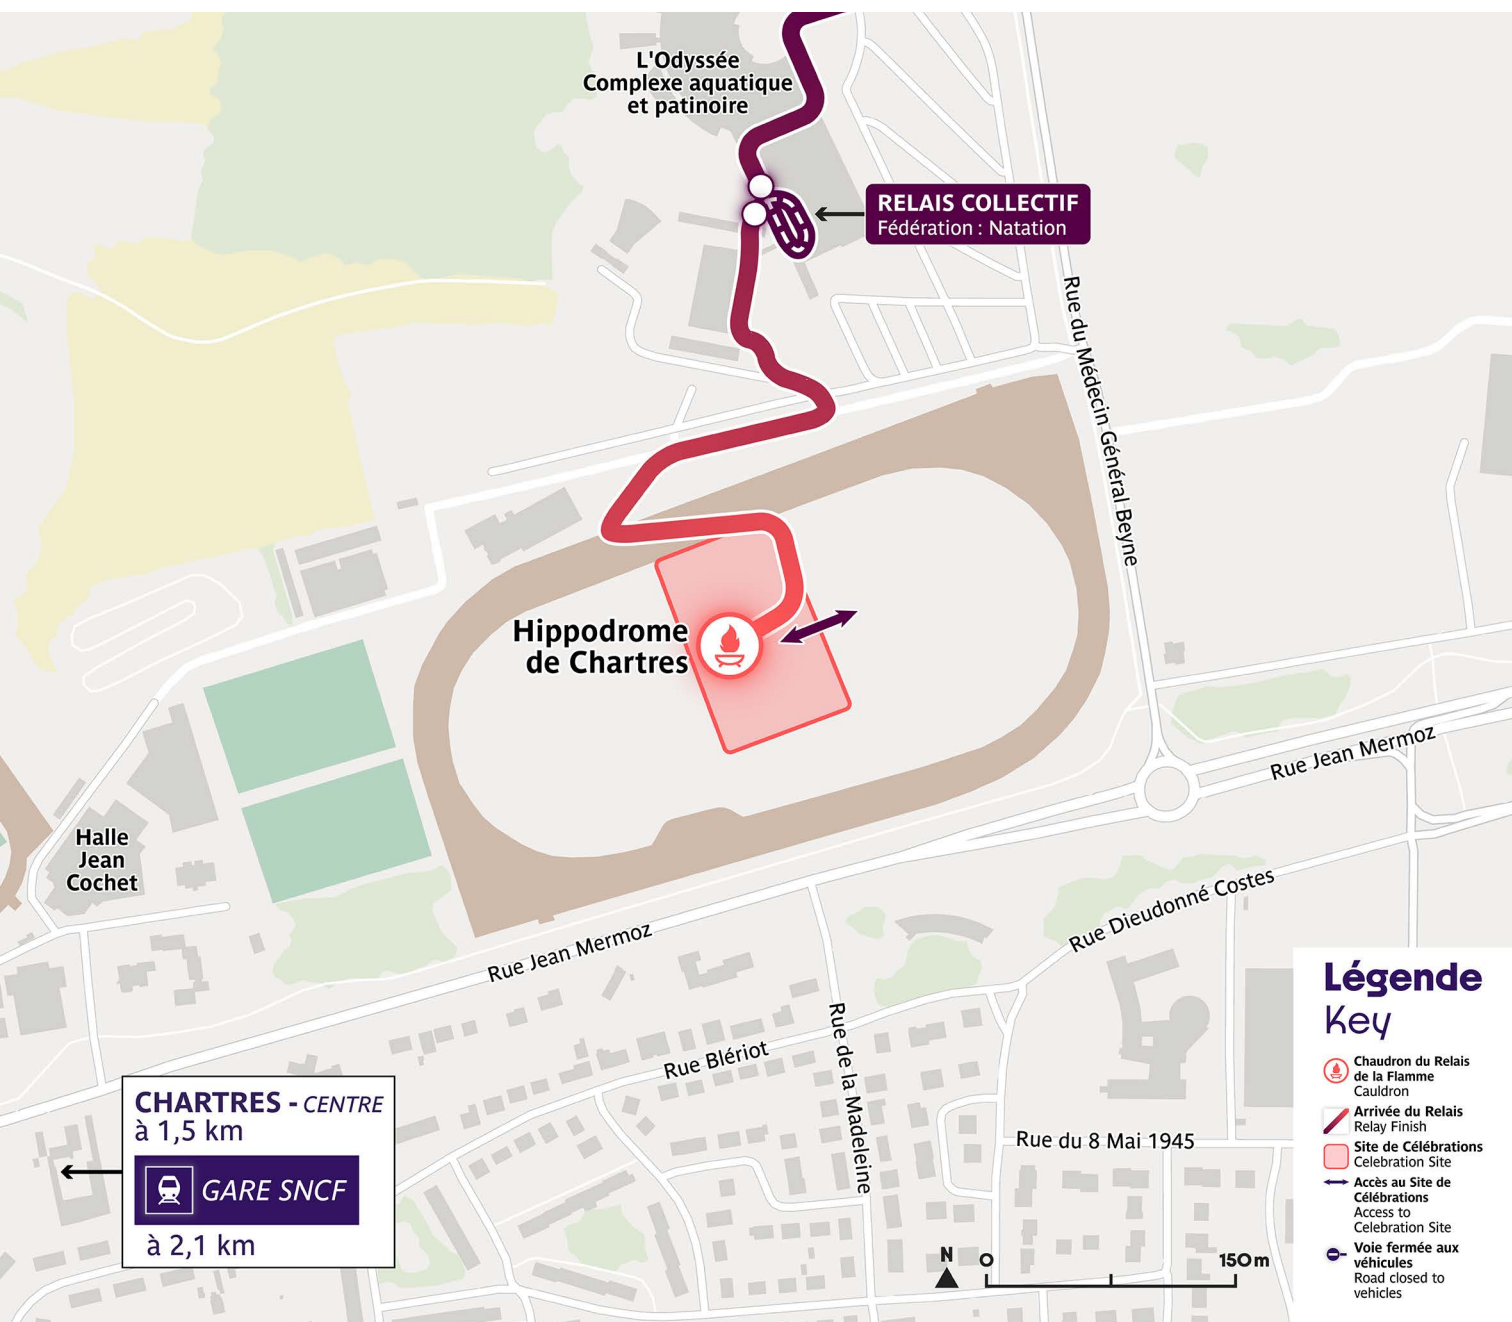 L'Odyssée
Complexe aquatique
et patinoire
RELAIS COLLECTIF
Fédération : Natation
Rue du Médecin Général Beyne
Hippodrome
de Chartres
Rue Jean Mermoz
Halle
Jean
Cochet
Rue Dieudonné Costes
Rue Jean Mermoz
Rue Blériot
Rue de la Madeleine
Rue du 8 Mai 1945
CHARTRES - CENTRE
à 1,5 km
GARE SNCF
à 2,1 km
N 0 150m
Légende
Key
Chaudron du Relais
de la Flamme
Cauldron
Arrivée du Relais
Relay Finish
Site de Célébrations
Celebration Site
Accès au Site de
Célébrations
Access to
Celebration Site
Voie fermée aux
véhicules
Road closed to
vehicles